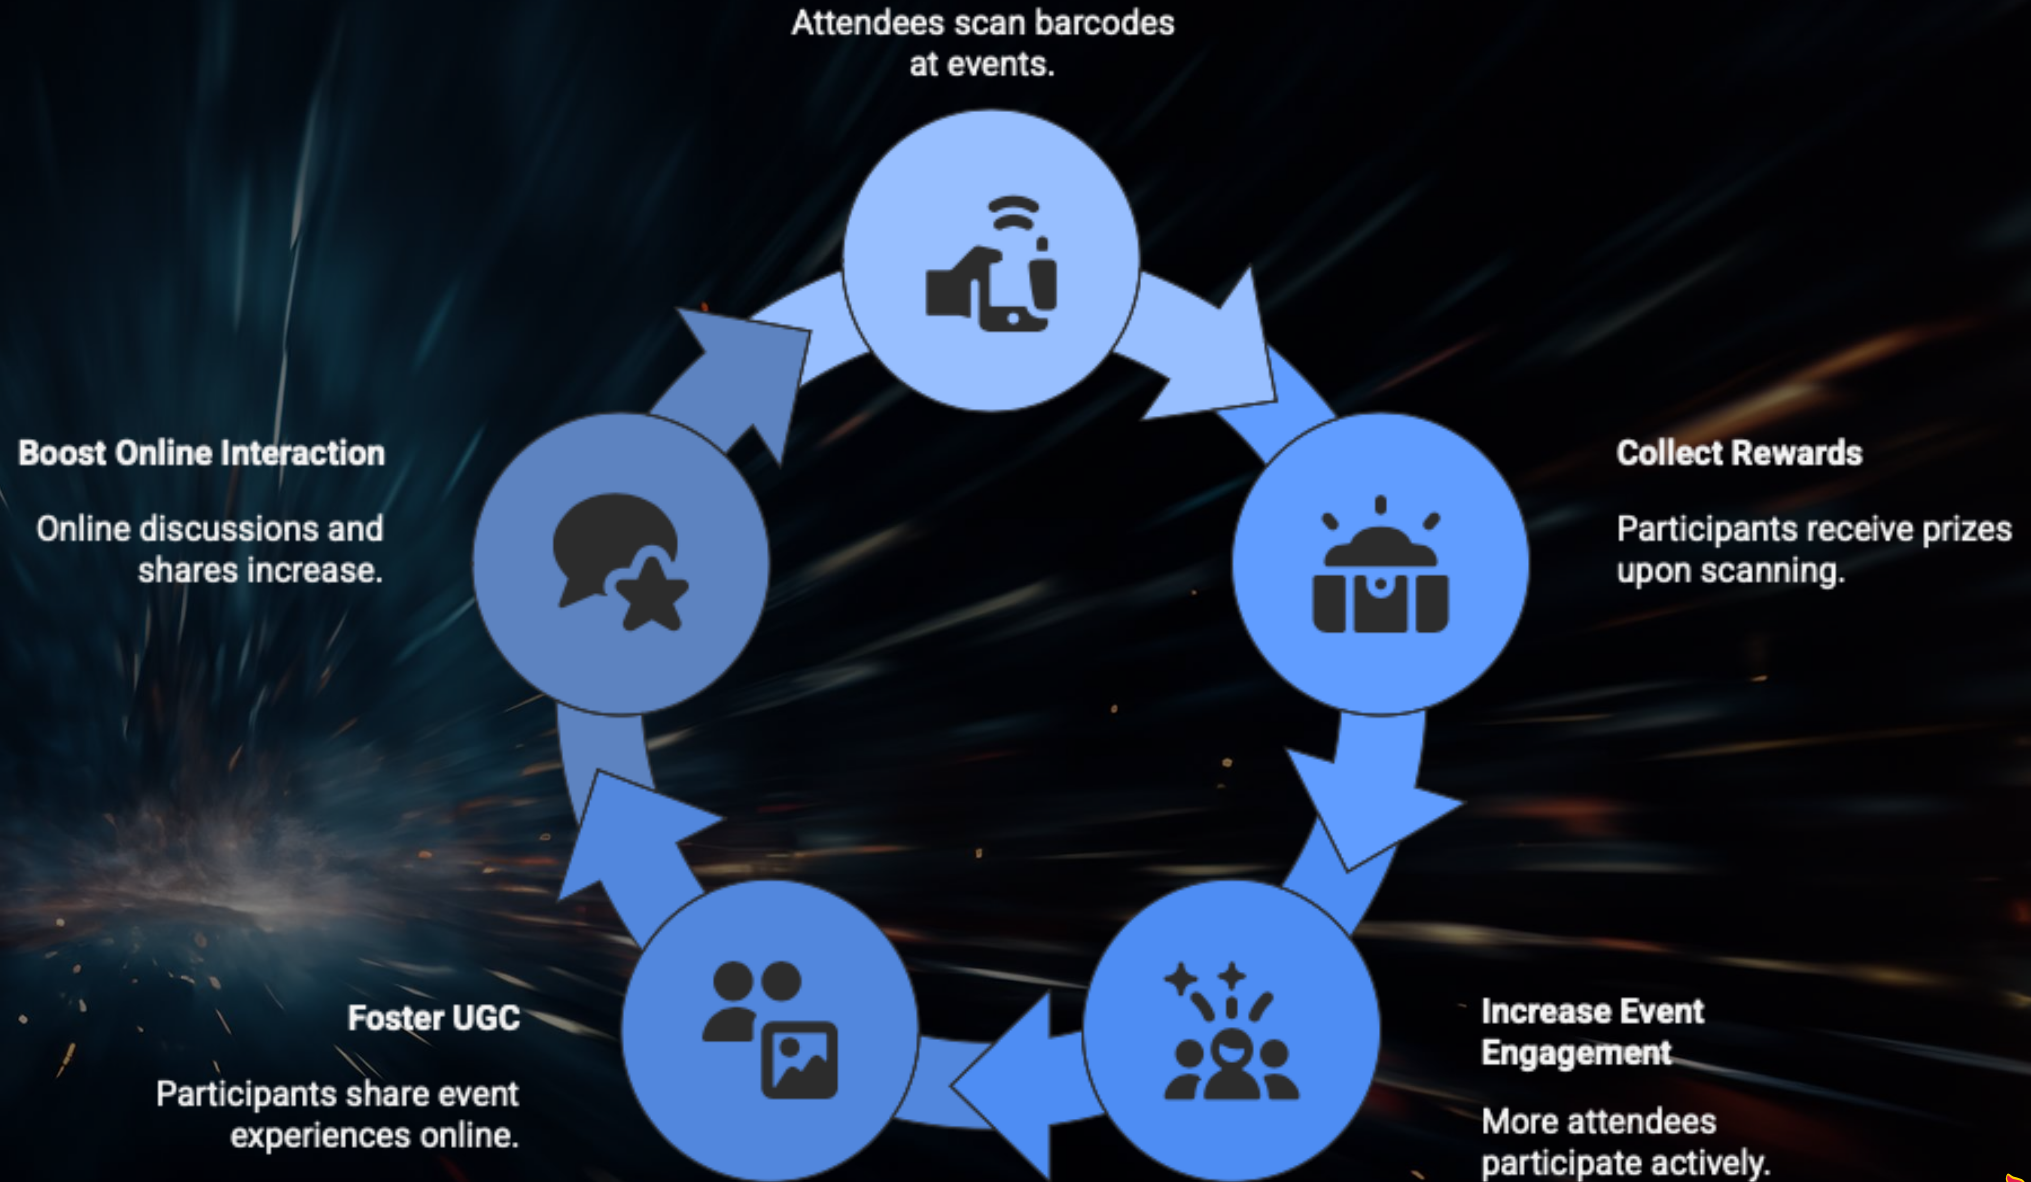 Attendees scan barcodes
at events.
Boost Online Interaction
Online discussions and
shares increase.
Collect Rewards
Participants receive prizes
upon scanning.
Foster UGC
Participants share event
experiences online.
Increase Event
Engagement
More attendees
participate actively.